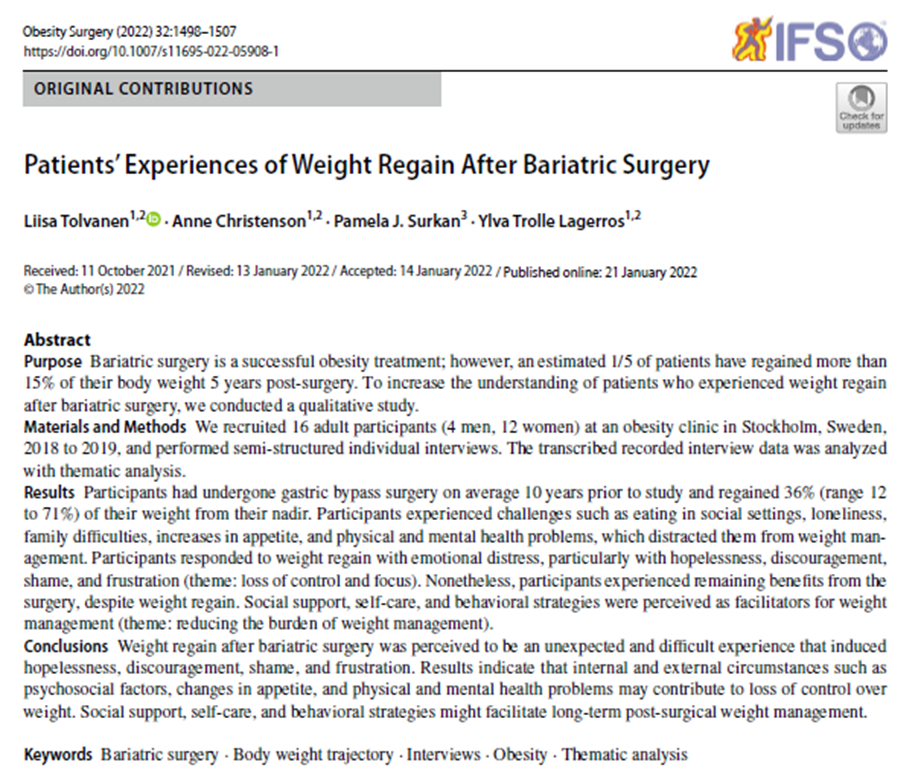 Obesity Surgery (2022) 32:1498–1507
https://doi.org/10.1007/s11695-022-05908-1
IFSO
ORIGINAL CONTRIBUTIONS
Check for
updates
Patients’ Experiences of Weight Regain After Bariatric Surgery
Liisa Tolvanen1,2 iD · Anne Christenson1,2 · Pamela J. Surkan3 · Ylva Trolle Lagerros1,2
Received: 11 October 2021 / Revised: 13 January 2022 / Accepted: 14 January 2022 / Published online: 21 January 2022
© The Author(s) 2022
Abstract
Purpose Bariatric surgery is a successful obesity treatment; however, an estimated 1/5 of patients have regained more than
15% of their body weight 5 years post-surgery. To increase the understanding of patients who experienced weight regain
after bariatric surgery, we conducted a qualitative study.
Materials and Methods We recruited 16 adult participants (4 men, 12 women) at an obesity clinic in Stockholm, Sweden,
2018 to 2019, and performed semi-structured individual interviews. The transcribed recorded interview data was analyzed
with thematic analysis.
Results Participants had undergone gastric bypass surgery on average 10 years prior to study and regained 36% (range 12
to 71%) of their weight from their nadir. Participants experienced challenges such as eating in social settings, loneliness,
family difficulties, increases in appetite, and physical and mental health problems, which distracted them from weight man-
agement. Participants responded to weight regain with emotional distress, particularly with hopelessness, discouragement,
shame, and frustration (theme: loss of control and focus). Nonetheless, participants experienced remaining benefits from the
surgery, despite weight regain. Social support, self-care, and behavioral strategies were perceived as facilitators for weight
management (theme: reducing the burden of weight management).
Conclusions Weight regain after bariatric surgery was perceived to be an unexpected and difficult experience that induced
hopelessness, discouragement, shame, and frustration. Results indicate that internal and external circumstances such as
psychosocial factors, changes in appetite, and physical and mental health problems may contribute to loss of control over
weight. Social support, self-care, and behavioral strategies might facilitate long-term post-surgical weight management.
Keywords Bariatric surgery · Body weight trajectory · Interviews · Obesity · Thematic analysis